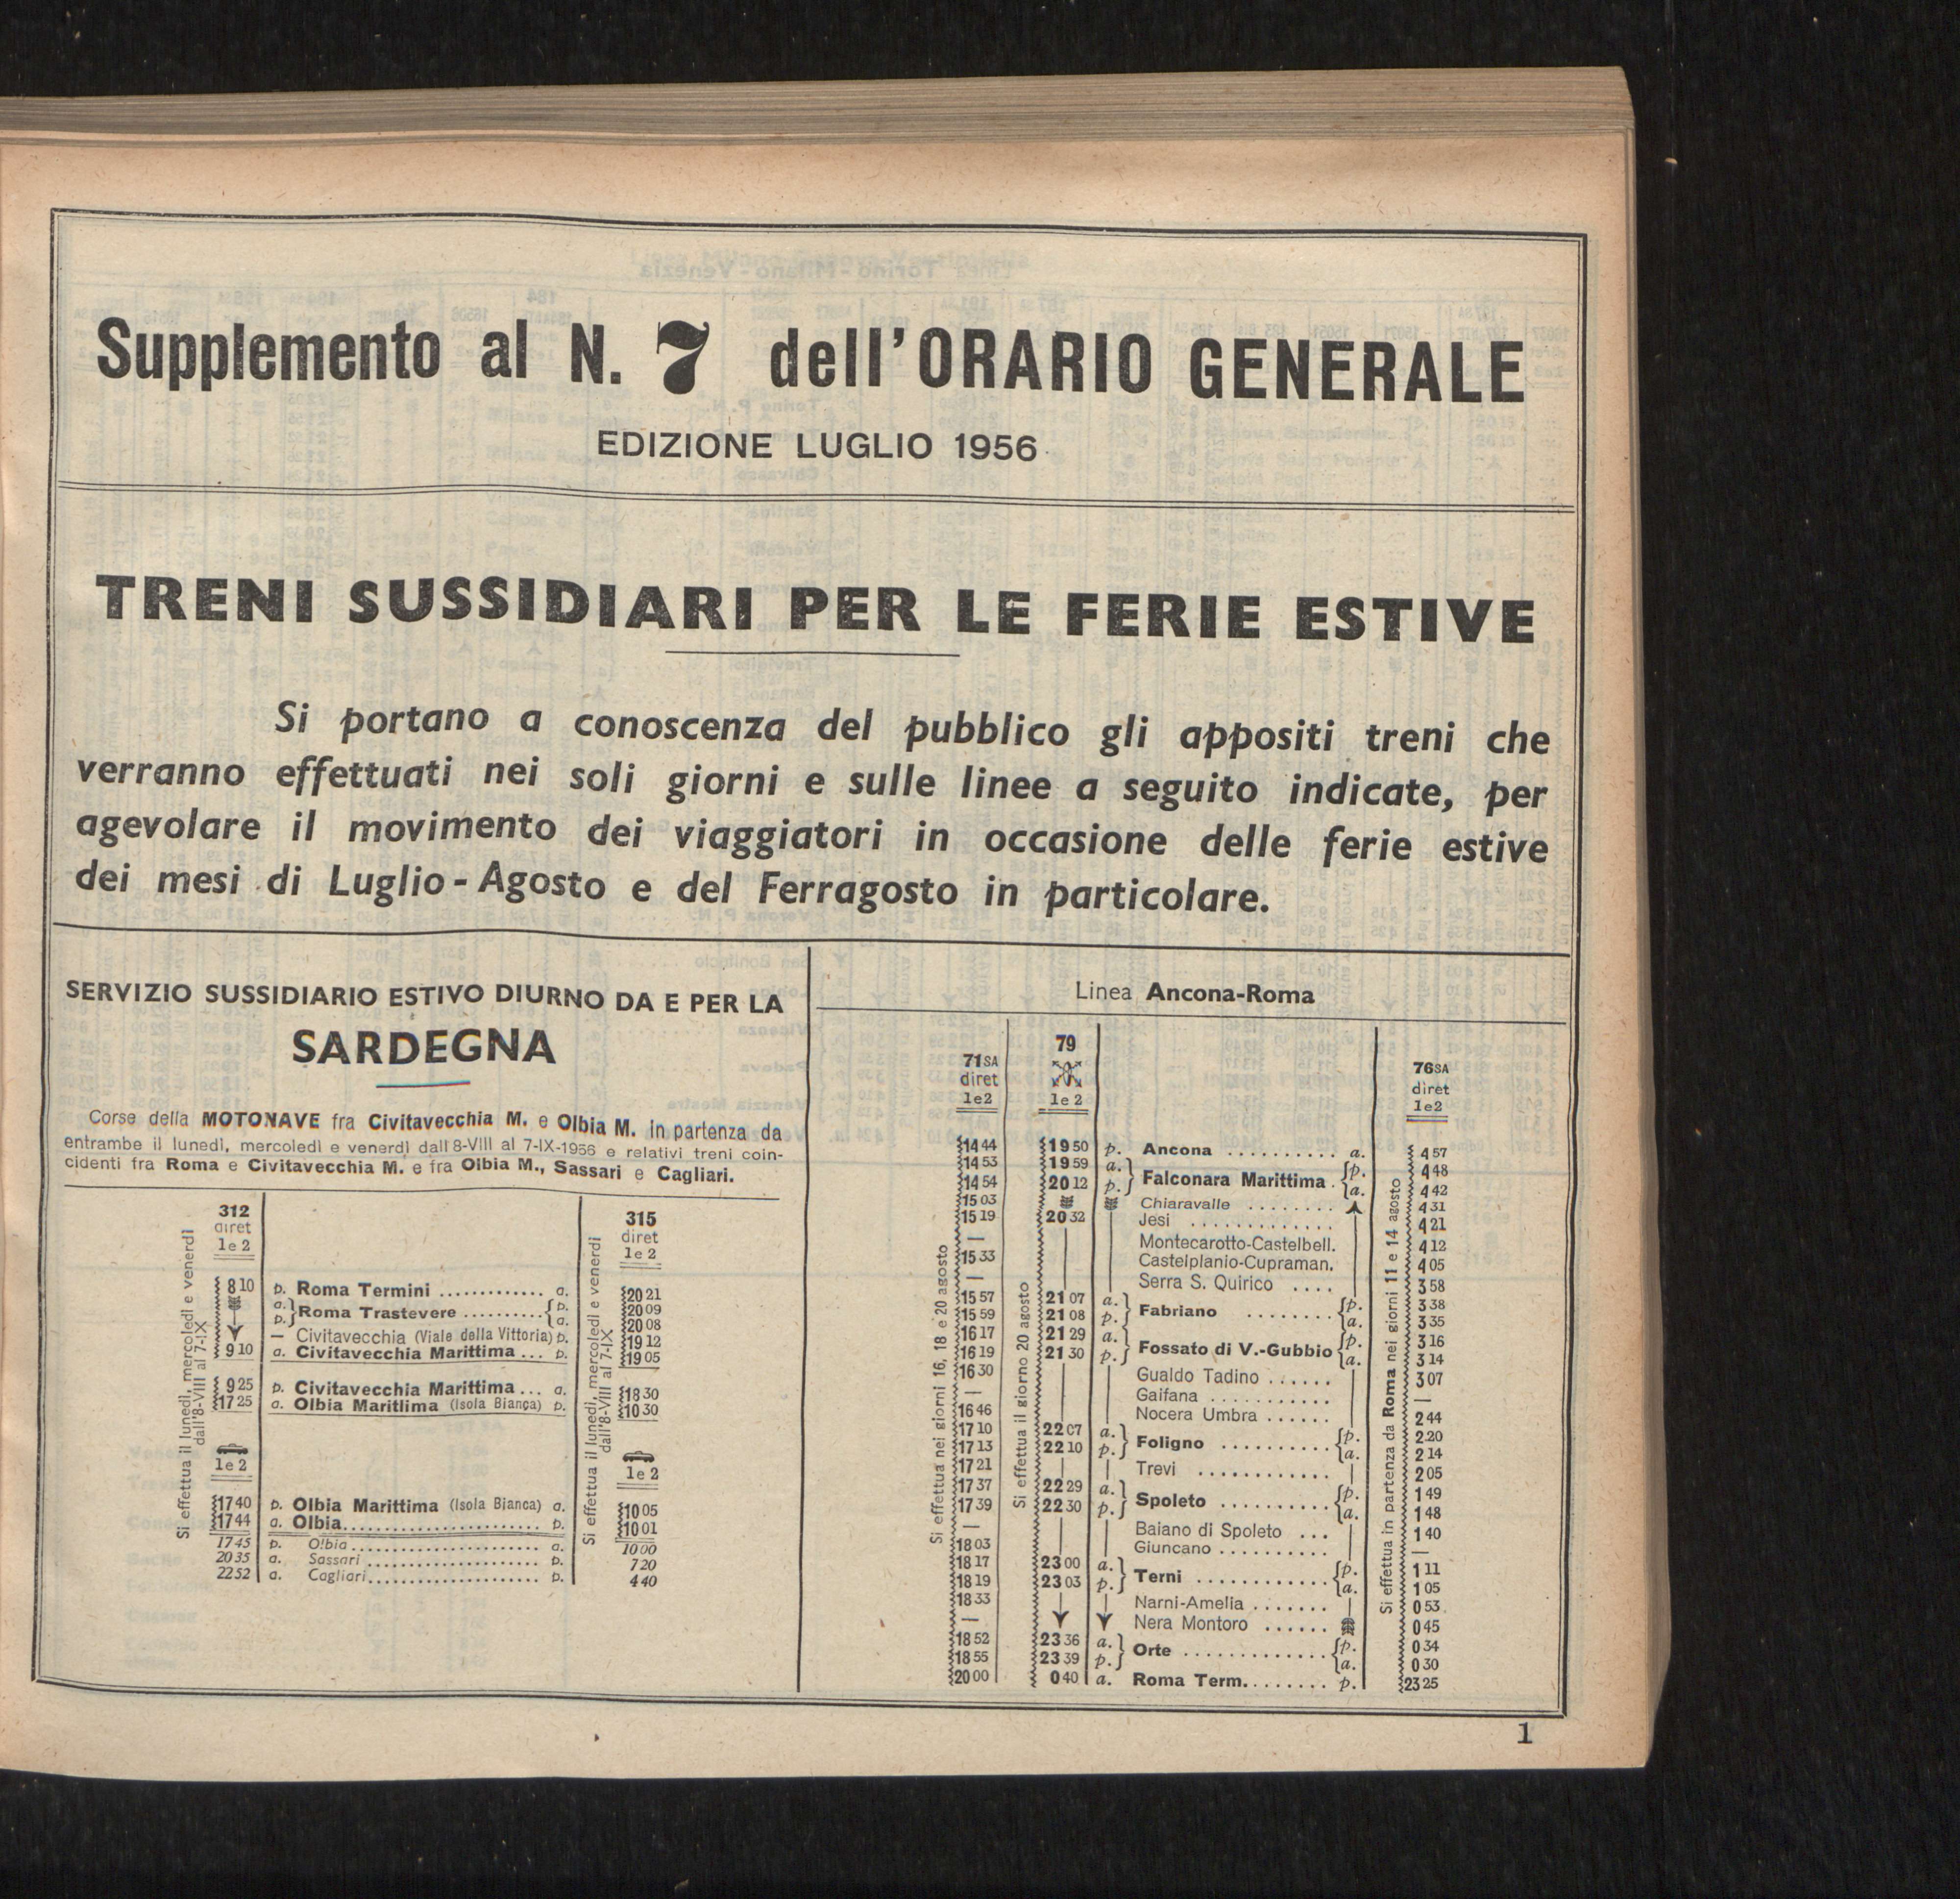 Supplemento al N. 7 dell'ORARIO GENERALE
EDIZIONE LUGLIO 1956
TRENI SUSSIDIARI PER LE FERIE ESTIVE
Si portano a conoscenza del pubblico gli appositi treni che
verranno effettuati nei soli giorni e sulle linee a seguito indicate, per
agevolare il movimento dei viaggiatori in occasione delle ferie estive
dei mesi di Luglio-Agosto e del Ferragosto in particolare.
SERVIZIO SUSSIDIARIO ESTIVO DIURNO DA E PER LA
SARDEGNA
Corse della MOTONAVE fra Civitavecchia M. e Olbia M. in partenza da
entrambe il lunedì, mercoledì e venerdì dall'8-VIII al 7-IX-1956 e relativi treni coin-
cidenti fra Roma e Civitavecchia M. e fra Olbia M., Sassari e Cagliari.
Si effettua il lunedì, mercoledì e venerdì
dall'8-VIII al 7-IX
312 315
diret diret
1e2 1e2
Si effettua il lunedì, mercoledì e venerdì
dall'8-VIII al 7-IX
8 10 p. Roma Termini ............. a. 20 21
a. } Roma Trastevere ......... { p. 20 09
p. } { a. 20 08
— Civitavecchia (Viale della Vittoria) p. 19 12
9 10 a. Civitavecchia Marittima ... p. 19 05
9 25 p. Civitavecchia Marittima ... a. 18 30
17 25 a. Olbia Maritlima (Isola Bianca) p. 10 30
1e2 1e2
17 40 p. Olbia Marittima (Isola Bianca) a. 10 05
17 44 a. Olbia........................ p. 10 01
17 45 p. Olbia ........................ a. 10 00
20 35 a. Sassari ...................... p. 7 20
22 52 a. Cagliari...................... p. 4 40
Linea Ancona-Roma
71SA 79 76SA
diret diret
1e2 1e2 1e2
Si effettua nei giorni 16, 18 e 20 agosto
Si effettua il giorno 20 agosto
Si effettua in partenza da Roma nei giorni 11 e 14 agosto
14 44 19 50 p. Ancona .......... a. 4 57
14 53 19 59 a. } Falconara Marittima . { p. 4 48
14 54 20 12 p. } { a. 4 42
15 03 Chiaravalle ........ 4 31
15 19 20 32 Jesi ............. 4 21
— Montecarotto-Castelbell. 4 12
15 33 Castelplanio-Cupraman. 4 05
— Serra S. Quirico .... 3 58
15 57 21 07 a. } Fabriano ........ { p. 3 38
15 59 21 08 p. } { a. 3 35
16 17 21 29 a. } Fossato di V.-Gubbio { p. 3 16
16 19 21 30 p. } { a. 3 14
16 30 Gualdo Tadino ...... 3 07
— Gaifana ........... —
16 46 Nocera Umbra ...... 2 44
17 10 22 07 a. } Foligno .......... { p. 2 20
17 13 22 10 p. } { a. 2 14
17 21 Trevi ............ 2 05
17 37 22 29 a. } Spoleto .......... { p. 1 49
17 39 22 30 p. } { a. 1 48
— Baiano di Spoleto ... 1 40
18 03 Giuncano .......... —
18 17 23 00 a. } Terni ............ { p. 1 11
18 19 23 03 p. } { a. 1 05
18 33 Narni-Amelia ....... 0 53
— Nera Montoro ...... 0 45
18 52 23 36 a. } Orte ............. { p. 0 34
18 55 23 39 p. } { a. 0 30
20 00 0 40 a. Roma Term........ p. 23 25
1